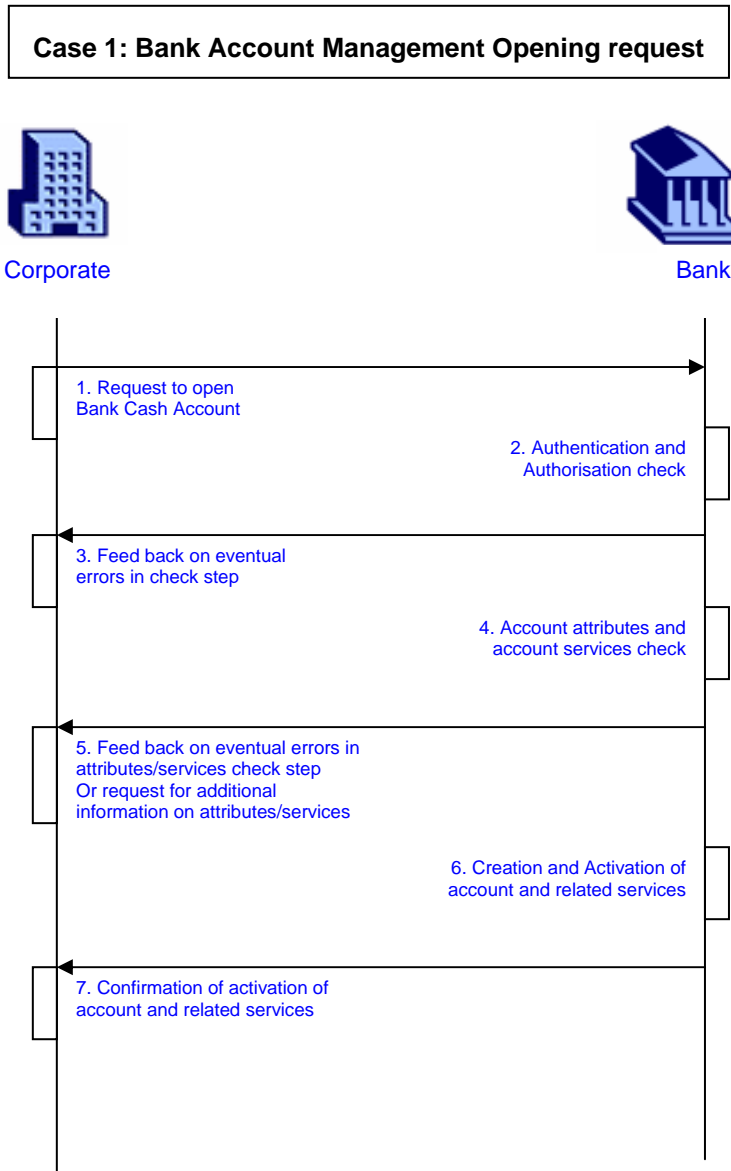 Case 1: Bank Account Management Opening request
Corporate
Bank
1. Request to open
Bank Cash Account
2. Authentication and
Authorisation check
3. Feed back on eventual
errors in check step
4. Account attributes and
account services check
5. Feed back on eventual errors in
attributes/services check step
Or request for additional
information on attributes/services
6. Creation and Activation of
account and related services
7. Confirmation of activation of
account and related services